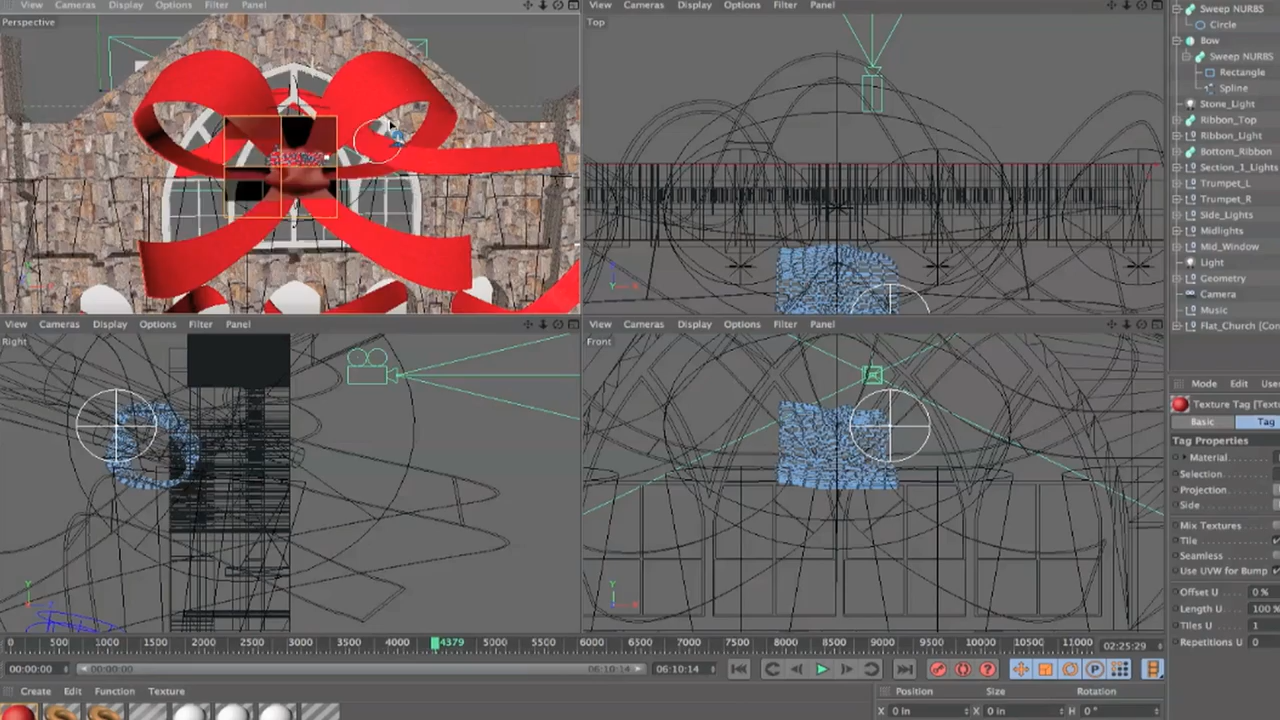 View Cameras Display Options Filter Panel
Perspective
View Cameras Display Options Filter Panel
Top
View Cameras Display Options Filter Panel
Right
Y
View Cameras Display Options Filter Panel
Front
Y
Sweep NURBS
Circle
Bow
Sweep NURBS
Rectangle
Spline
Stone_Light
Ribbon_Top
Ribbon_Light
Bottom_Ribbon
Section_1_Lights
Trumpet_L
Trumpet_R
Side_Lights
Midlights
Mid_Window
Light
Geometry
Camera
Music
Flat_Church [Con
Mode Edit User
Texture Tag [Textu
Basic Tag
Tag Properties
Material
Selection
Projection
Side
Mix Textures
Tile
Seamless
Use UVW for Bump
Offset U 0 %
Length U 100 %
Tiles U 1
Repetitions U 0
0 500 1000 1500 2000 2500 3000 3500 4000 4379 5000 5500 6000 6500 7000 7500 8000 8500 9000 9500 10000 10500 11000 02:25:29
00:00:00 00:00:00 06:10:14 06:10:14
Create Edit Function Texture
Position Size Rotation
X 0 in X 0 in H 0 °